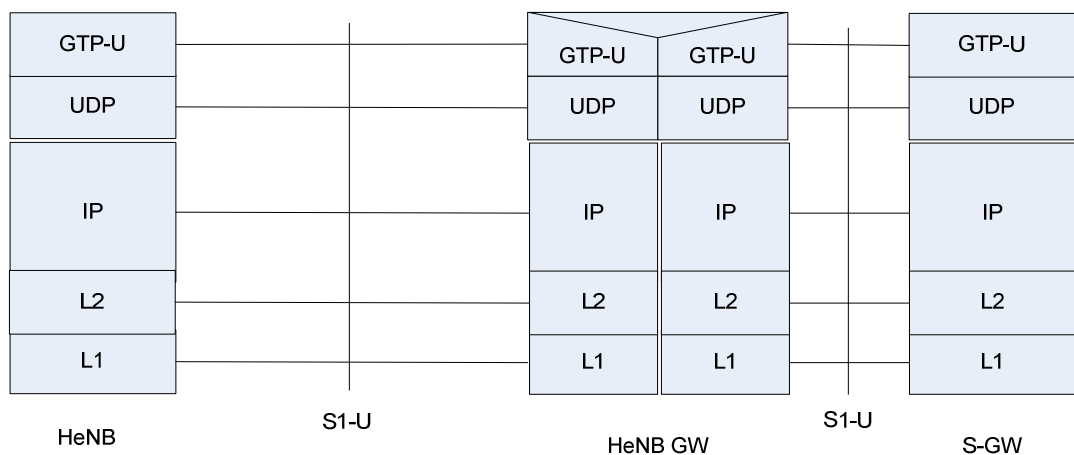 GTP-U GTP-U GTP-U GTP-U
UDP UDP UDP UDP
IP IP IP IP
L2 L2 L2 L2
L1 L1 L1 L1
S1-U S1-U
HeNB HeNB GW S-GW